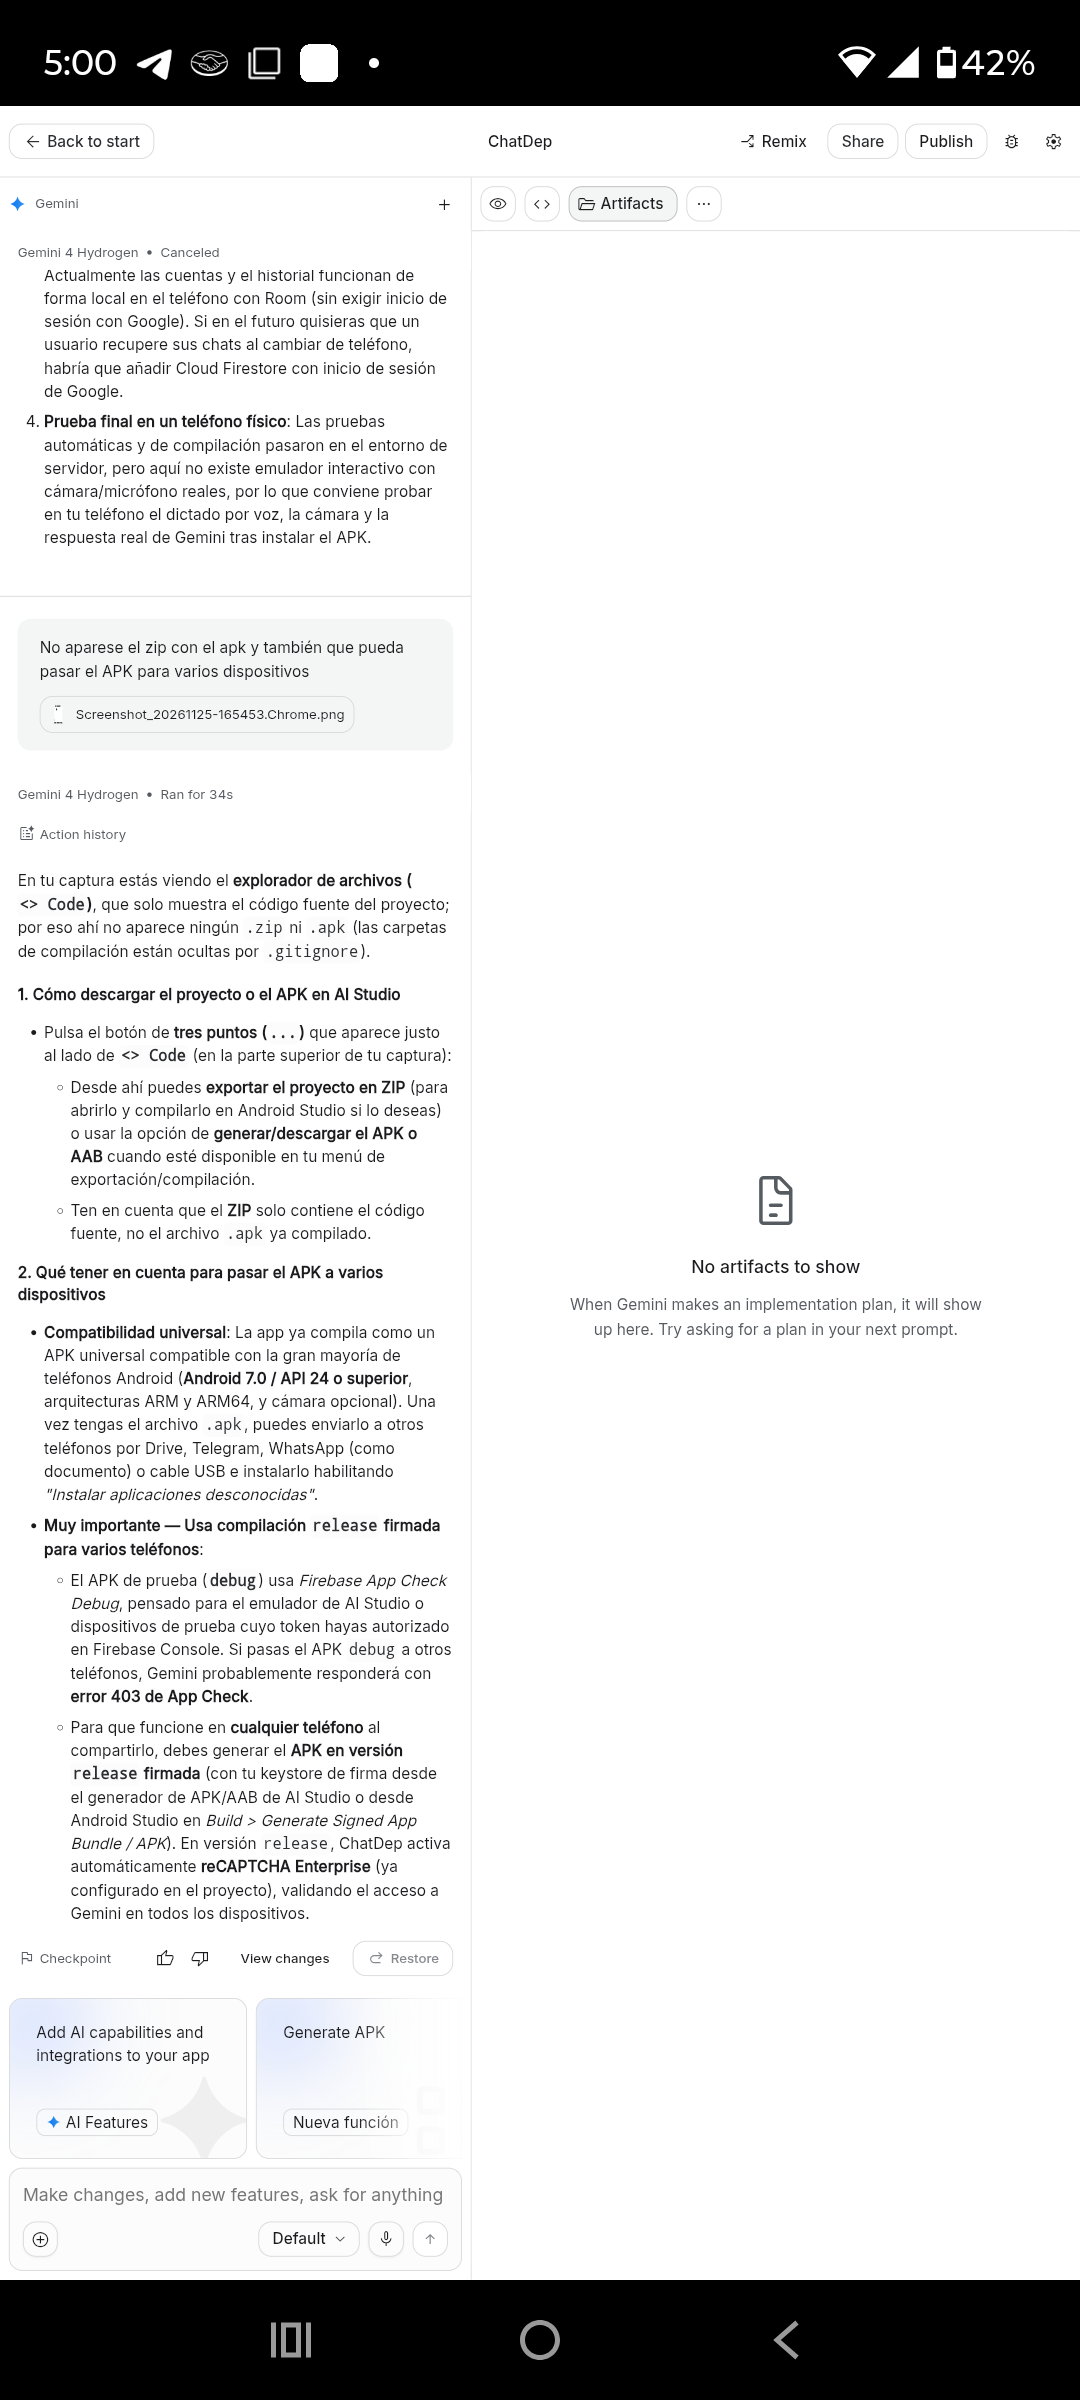 5:00
42%
Back to start
ChatDep
Remix
Share
Publish
Gemini
Artifacts
Gemini 4 Hydrogen • Canceled
Actualmente las cuentas y el historial funcionan de
forma local en el teléfono con Room (sin exigir inicio de
sesión con Google). Si en el futuro quisieras que un
usuario recupere sus chats al cambiar de teléfono,
habría que añadir Cloud Firestore con inicio de sesión
de Google.
4. Prueba final en un teléfono físico: Las pruebas
automáticas y de compilación pasaron en el entorno de
servidor, pero aquí no existe emulador interactivo con
cámara/micrófono reales, por lo que conviene probar
en tu teléfono el dictado por voz, la cámara y la
respuesta real de Gemini tras instalar el APK.
No aparese el zip con el apk y también que pueda
pasar el APK para varios dispositivos
Screenshot_20261125-165453.Chrome.png
Gemini 4 Hydrogen • Ran for 34s
Action history
En tu captura estás viendo el explorador de archivos (
<> Code), que solo muestra el código fuente del proyecto;
por eso ahí no aparece ningún .zip ni .apk (las carpetas
de compilación están ocultas por .gitignore).
1. Cómo descargar el proyecto o el APK en AI Studio
• Pulsa el botón de tres puntos (...) que aparece justo
al lado de <> Code (en la parte superior de tu captura):
◦ Desde ahí puedes exportar el proyecto en ZIP (para
abrirlo y compilarlo en Android Studio si lo deseas)
o usar la opción de generar/descargar el APK o
AAB cuando esté disponible en tu menú de
exportación/compilación.
◦ Ten en cuenta que el ZIP solo contiene el código
fuente, no el archivo .apk ya compilado.
2. Qué tener en cuenta para pasar el APK a varios
dispositivos
• Compatibilidad universal: La app ya compila como un
APK universal compatible con la gran mayoría de
teléfonos Android (Android 7.0 / API 24 o superior,
arquitecturas ARM y ARM64, y cámara opcional). Una
vez tengas el archivo .apk, puedes enviarlo a otros
teléfonos por Drive, Telegram, WhatsApp (como
documento) o cable USB e instalarlo habilitando
"Instalar aplicaciones desconocidas".
• Muy importante — Usa compilación release firmada
para varios teléfonos:
◦ El APK de prueba (debug) usa Firebase App Check
Debug, pensado para el emulador de AI Studio o
dispositivos de prueba cuyo token hayas autorizado
en Firebase Console. Si pasas el APK debug a otros
teléfonos, Gemini probablemente responderá con
error 403 de App Check.
◦ Para que funcione en cualquier teléfono al
compartirlo, debes generar el APK en versión
release firmada (con tu keystore de firma desde
el generador de APK/AAB de AI Studio o desde
Android Studio en Build > Generate Signed App
Bundle / APK). En versión release, ChatDep activa
automáticamente reCAPTCHA Enterprise (ya
configurado en el proyecto), validando el acceso a
Gemini en todos los dispositivos.
Checkpoint
View changes
Restore
Add AI capabilities and
integrations to your app
AI Features
Generate APK
Nueva función
Make changes, add new features, ask for anything
Default
No artifacts to show
When Gemini makes an implementation plan, it will show
up here. Try asking for a plan in your next prompt.